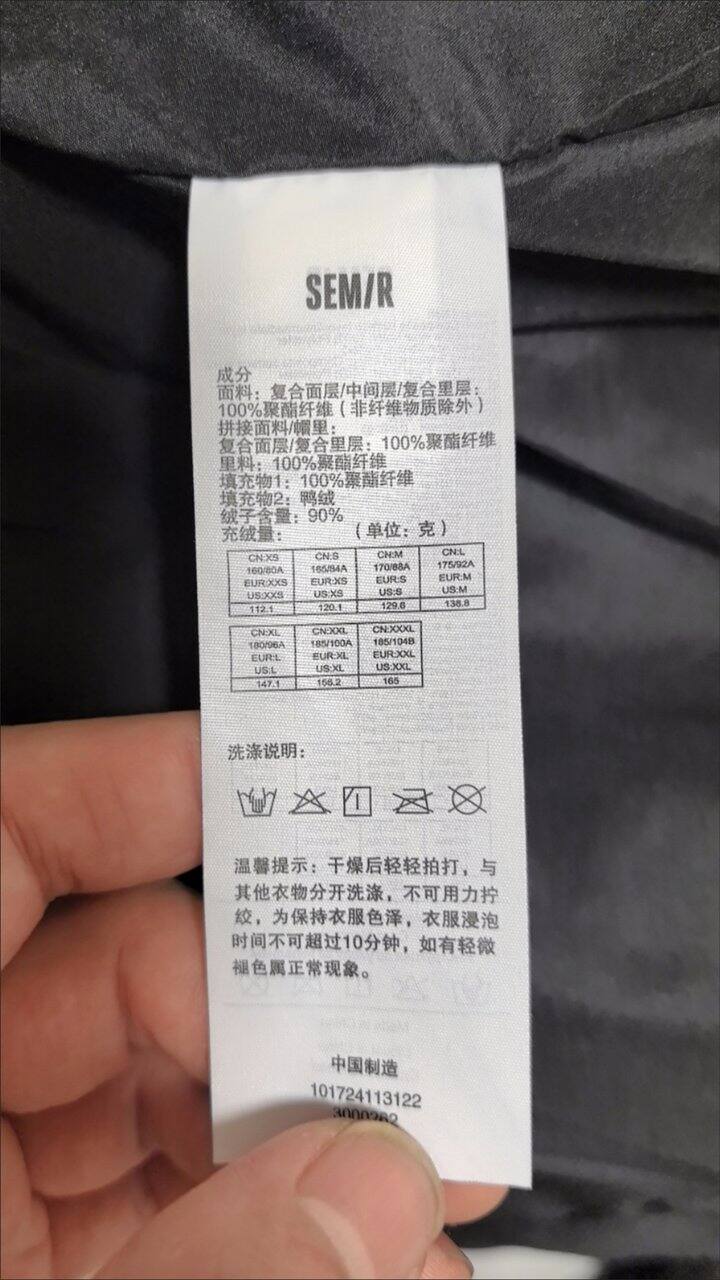 SEM/R
成分
面料：复合面层/中间层/复合里层：
100%聚酯纤维（非纤维物质除外）
拼接面料/帽里：
复合面层/复合里层：100%聚酯纤维
里料：100%聚酯纤维
填充物1：100%聚酯纤维
填充物2：鸭绒
绒子含量：90%
充绒量： （单位：克）
CN:XS CN:S CN:M CN:L
160/80A 165/84A 170/88A 175/92A
EUR:XXS EUR:XS EUR:S EUR:M
US:XXS US:XS US:S US:M
112.1 120.1 129.6 138.8
CN:XL CN:XXL CN:XXXL
180/96A 185/100A 185/104B
EUR:L EUR:XL EUR:XXL
US:L US:XL US:XXL
147.1 156.2 165
洗涤说明：
温馨提示：干燥后轻轻拍打，与
其他衣物分开洗涤，不可用力拧
绞，为保持衣服色泽，衣服浸泡
时间不可超过10分钟，如有轻微
褪色属正常现象。
中国制造
101724113122
3000262